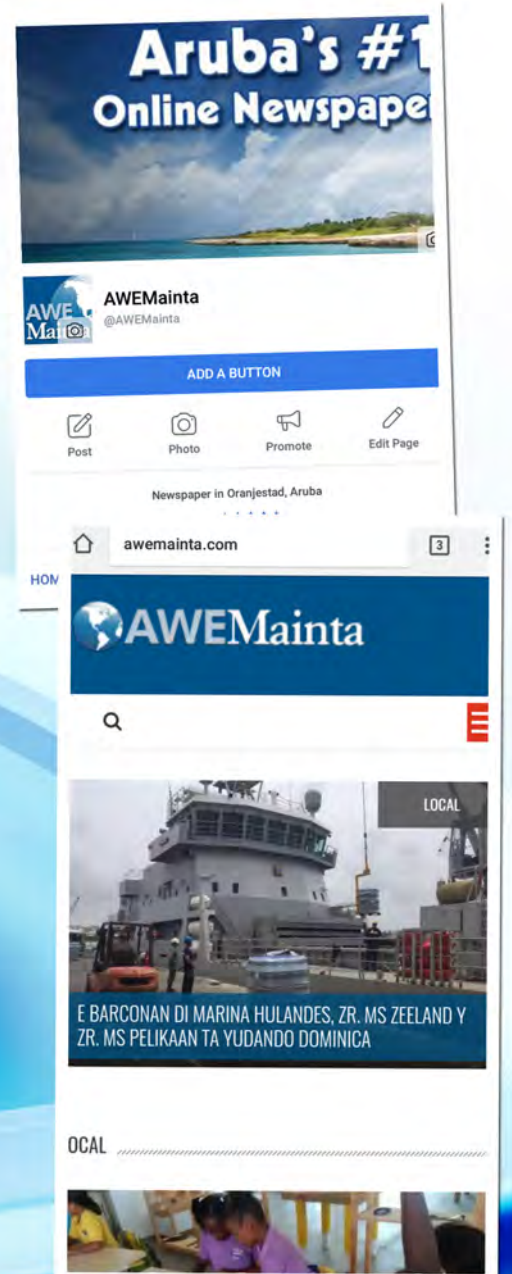 Aruba's #1
Online Newspape
AWE
Mainta
AWEMainta
@AWEMainta
ADD A BUTTON
Post
Photo
Promote
Edit Page
Newspaper in Oranjestad, Aruba
HOM
awemainta.com
3
AWEMainta
LOCAL
E BARCONAN DI MARINA HULANDES, ZR. MS ZEELAND Y
ZR. MS PELIKAAN TA YUDANDO DOMINICA
OCAL